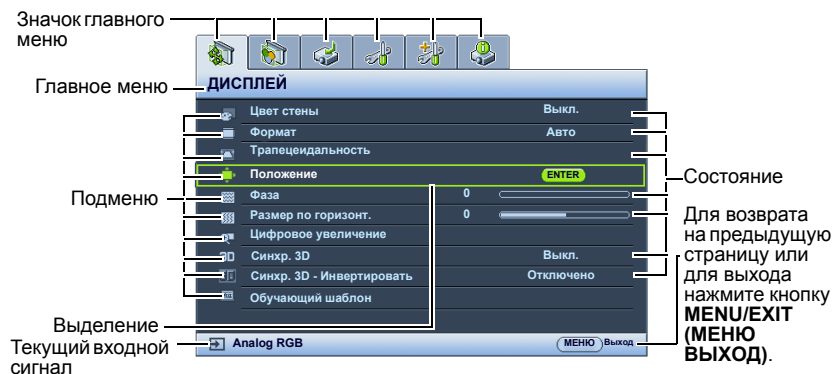 Значок главного
меню
Главное меню
ДИСПЛЕЙ
Цвет стены Выкл.
Формат Авто
Трапецеидальность
Положение ENTER
Фаза 0
Размер по горизонт. 0
Цифровое увеличение
Синхр. 3D Выкл.
Синхр. 3D - Инвертировать Отключено
Обучающий шаблон
Analog RGB МЕНЮ Выход
Подменю
Выделение
Текущий входной
сигнал
Состояние
Для возврата
на предыдущую
страницу или
для выхода
нажмите кнопку
MENU/EXIT
(МЕНЮ
ВЫХОД).